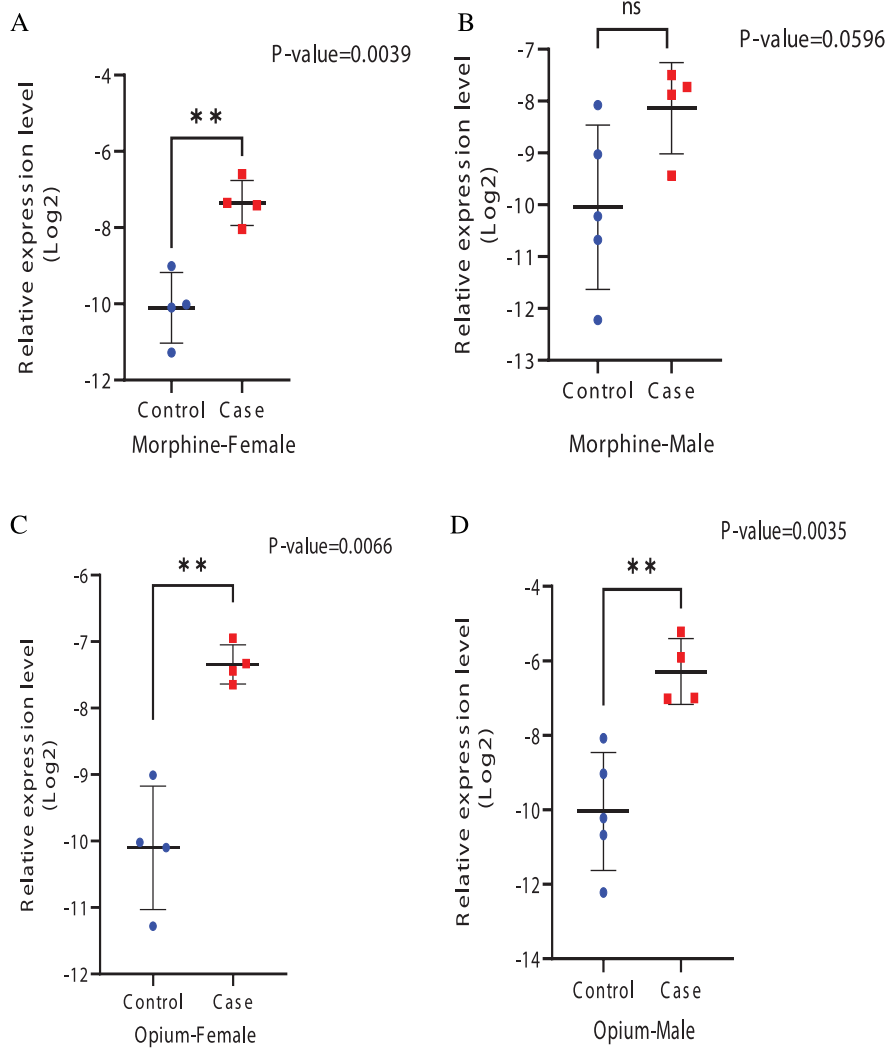 A
P-value=0.0039
**
-4
-6
-8
-10
-12
Relative expression level
(Log2)
Control Case
Morphine-Female
B
ns
P-value=0.0596
-7
-8
-9
-10
-11
-12
-13
Relative expression level
(Log2)
Control Case
Morphine-Male
C
P-value=0.0066
**
-6
-7
-8
-9
-10
-11
-12
Relative expression level
(Log2)
Control Case
Opium-Female
D
P-value=0.0035
**
-4
-6
-8
-10
-12
-14
Relative expression level
(Log2)
Control Case
Opium-Male